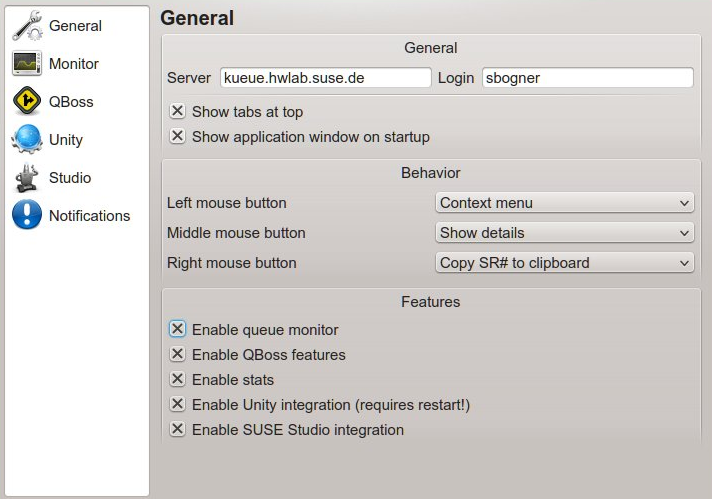 General
Monitor
QBoss
Unity
Studio
Notifications
General
General
Server kueue.hwlab.suse.de Login sbogner
Show tabs at top
Show application window on startup
Behavior
Left mouse button Context menu
Middle mouse button Show details
Right mouse button Copy SR# to clipboard
Features
Enable queue monitor
Enable QBoss features
Enable stats
Enable Unity integration (requires restart!)
Enable SUSE Studio integration